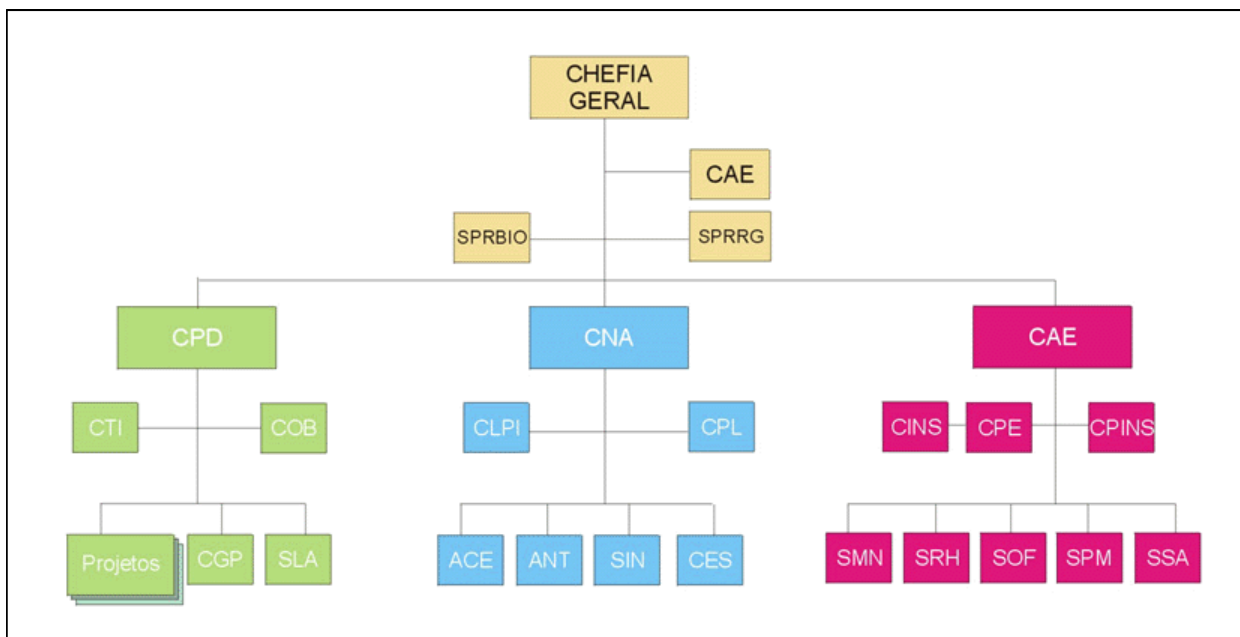 CHEFIA
GERAL
CAE
SPRBIO
SPRRG
CPD
CNA
CAE
CTI
COB
CLPI
CPL
CINS
CPE
CPINS
Projetos
CGP
SLA
ACE
ANT
SIN
CES
SMN
SRH
SOF
SPM
SSA